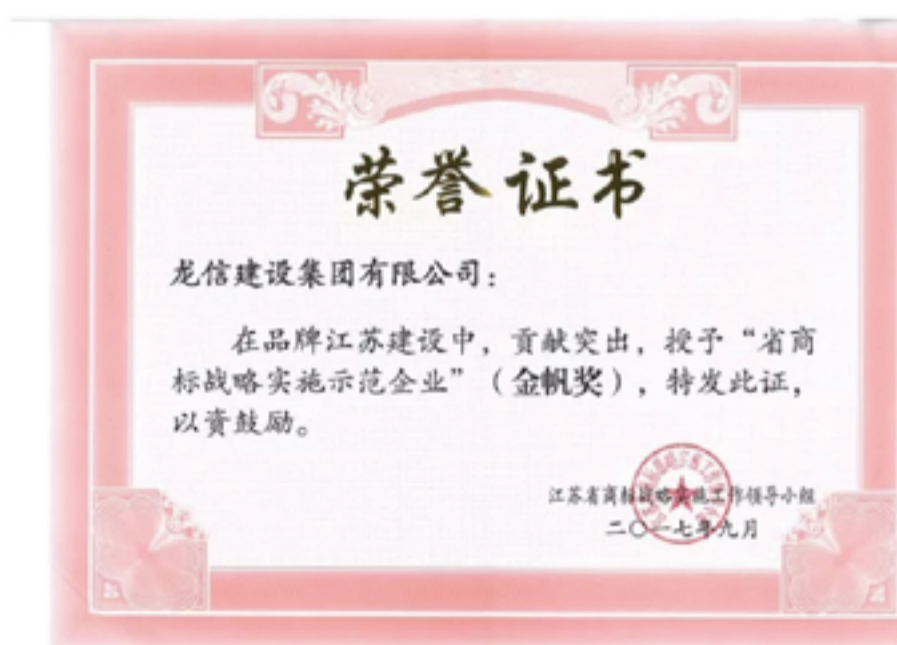 荣誉证书
龙信建设集团有限公司：
在品牌江苏建设中，贡献突出，授予“省商
标战略实施示范企业”（金帆奖），特发此证，
以资鼓励。
江苏省商标战略实施工作领导小组
二〇一七年九月